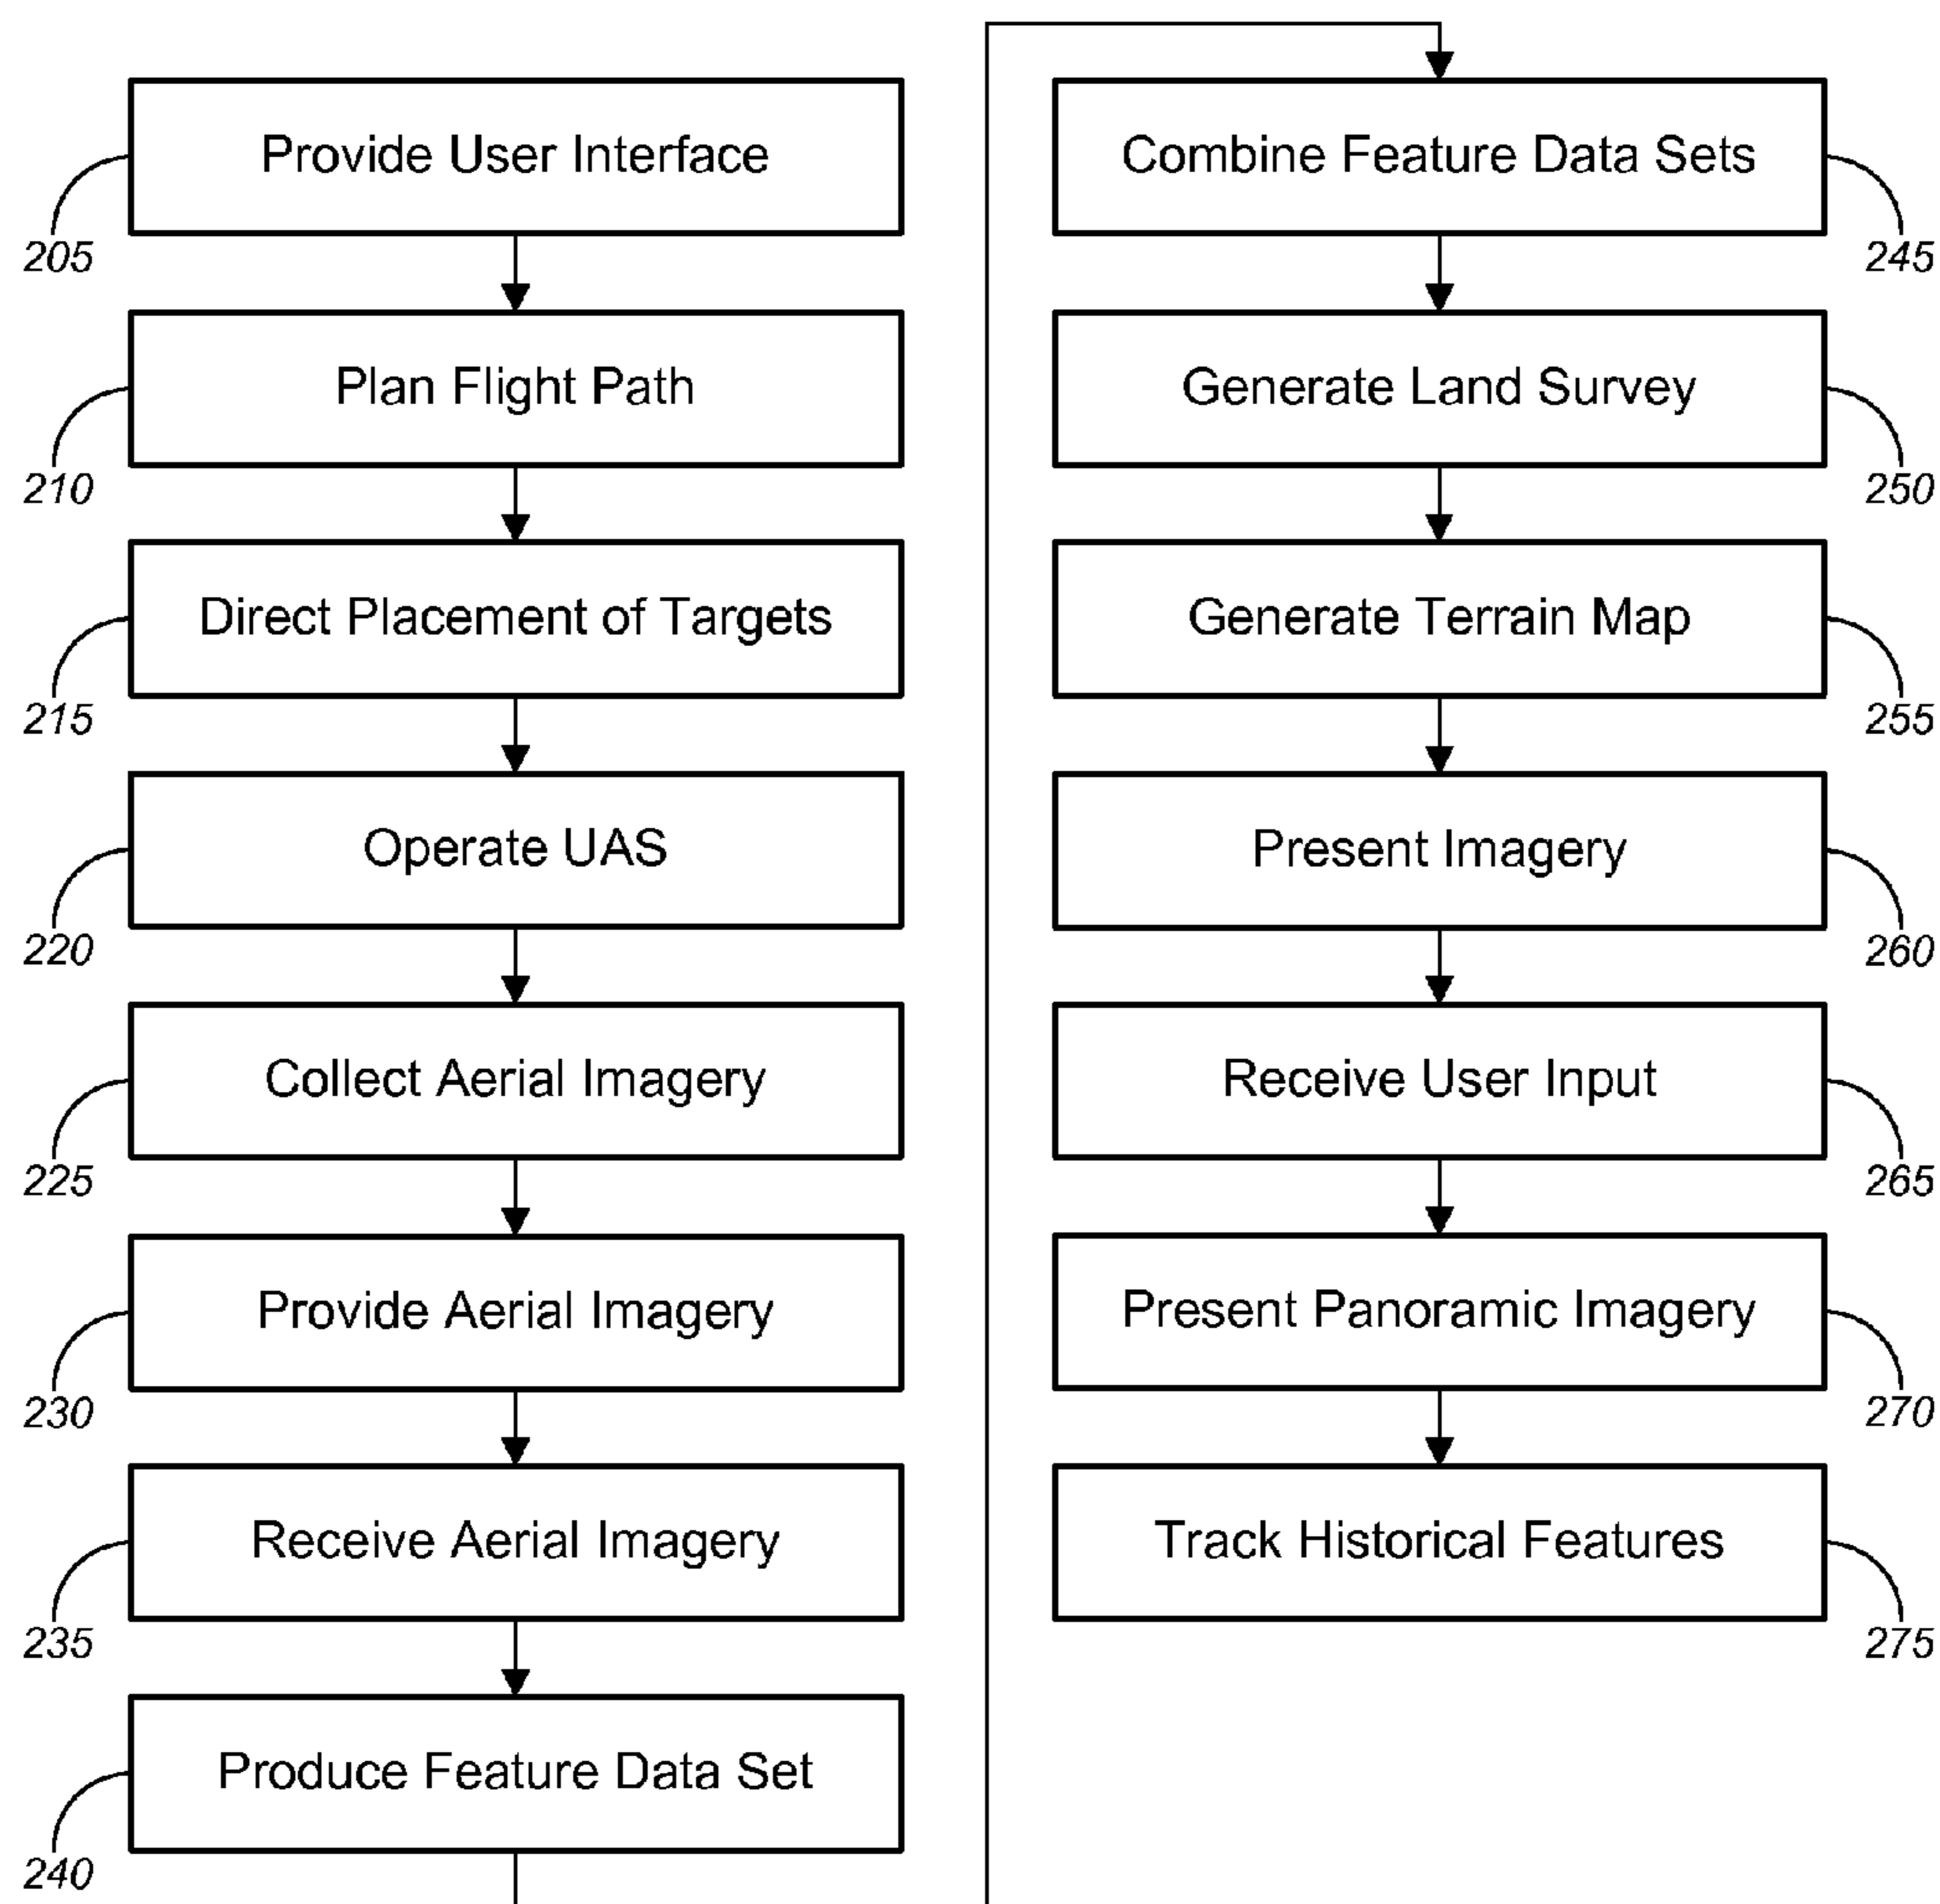 Provide User Interface
205
Plan Flight Path
210
Direct Placement of Targets
215
Operate UAS
220
Collect Aerial Imagery
225
Provide Aerial Imagery
230
Receive Aerial Imagery
235
Produce Feature Data Set
240
Combine Feature Data Sets
245
Generate Land Survey
250
Generate Terrain Map
255
Present Imagery
260
Receive User Input
265
Present Panoramic Imagery
270
Track Historical Features
275